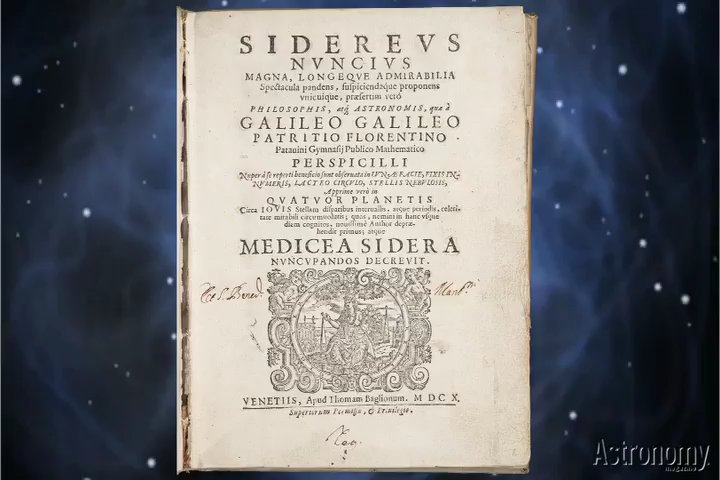 SIDEREVS
NVNCIVS
MAGNA, LONGEQVE ADMIRABILIA
Spectacula pandens, ſuſpiciendaque proponens
vnicuique, præſertim verò
PHILOSOPHIS, atq́; ASTRONOMIS, quæ à
GALILEO GALILEO
PATRITIO FLORENTINO
Patauini Gymnaſij Publico Mathematico
PERSPICILLI
Nuper à ſe reperti beneficio ſunt obſeruata in LVNÆ FACIE, FIXIS IN-
NVMERIS, LACTEO CIRCVLO, STELLIS NEBVLOSIS,
Apprime verò in
QVATVOR PLANETIS
Circa IOVIS Stellam diſparibus interuallis, atque periodis, celeri-
tate mirabili circumuolutis; quos, nemini in hanc vſque
diem cognitos, nouiſſimè Author depræ-
hendit primus; atque
MEDICEA SIDERA
NVNCVPANDOS DECREVIT.
S. Bened.
VENETIIS, Apud Thomam Baglionum. M DC X.
Superiorum Permiſſu, & Priuilegio.
Astronomy
magazine